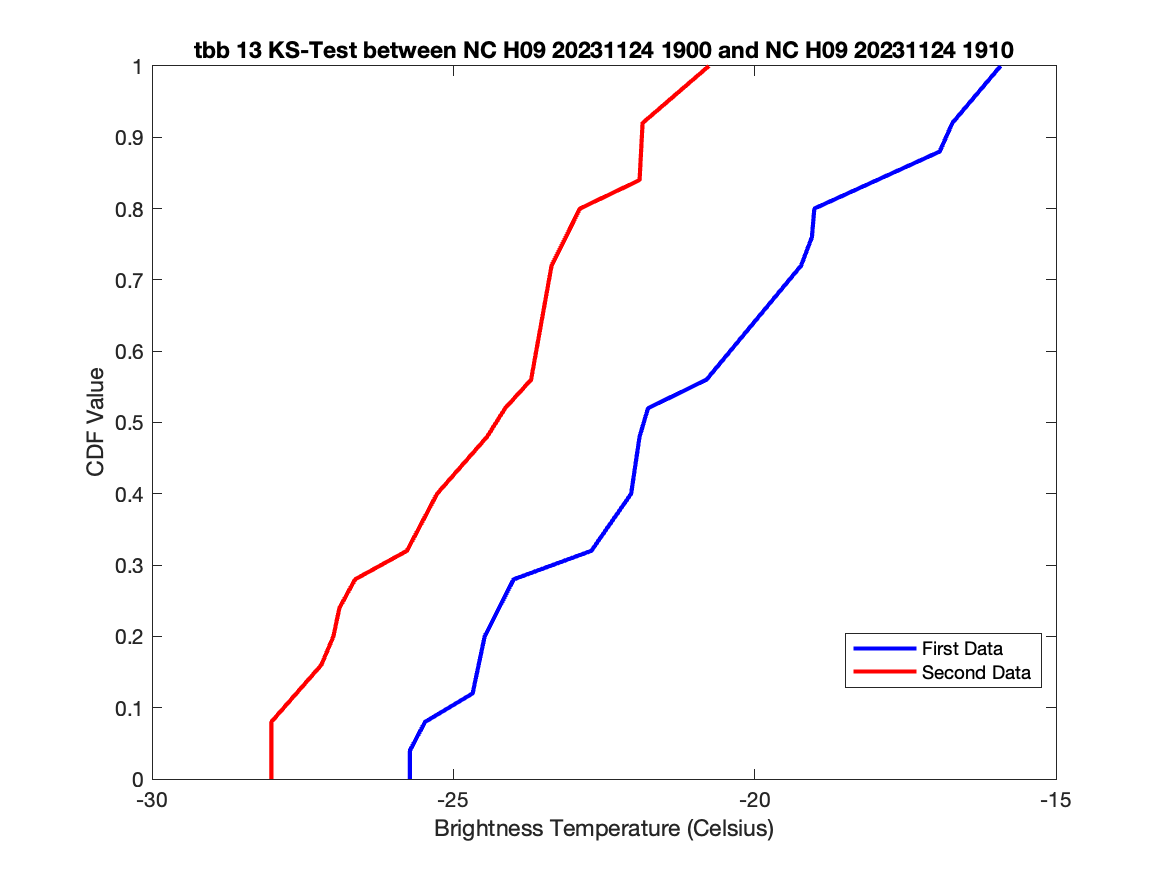 tbb 13 KS-Test between NC H09 20231124 1900 and NC H09 20231124 1910
1
0.9
0.8
0.7
0.6
0.5
0.4
0.3
0.2
0.1
0
CDF Value
First Data
Second Data
-30 -25 -20 -15
Brightness Temperature (Celsius)